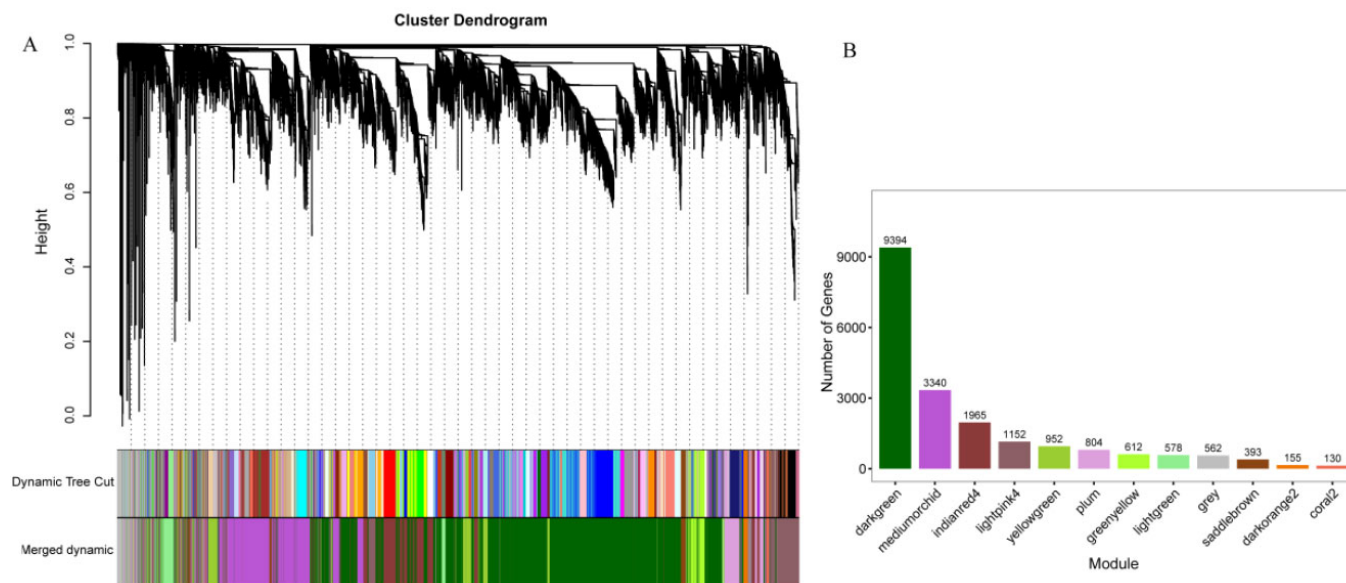 Cluster Dendrogram
A
Height
1.0
0.8
0.6
0.4
0.2
0.0
Dynamic Tree Cut
Merged dynamic
B
Number of Genes
9000
6000
3000
0
9394
3340
1965
1152
952
804
612
578
562
393
155
130
darkgreen
mediumorchid
indianred4
lightpink4
yellowgreen
plum
greenyellow
lightgreen
grey
saddlebrown
darkorange2
coral2
Module